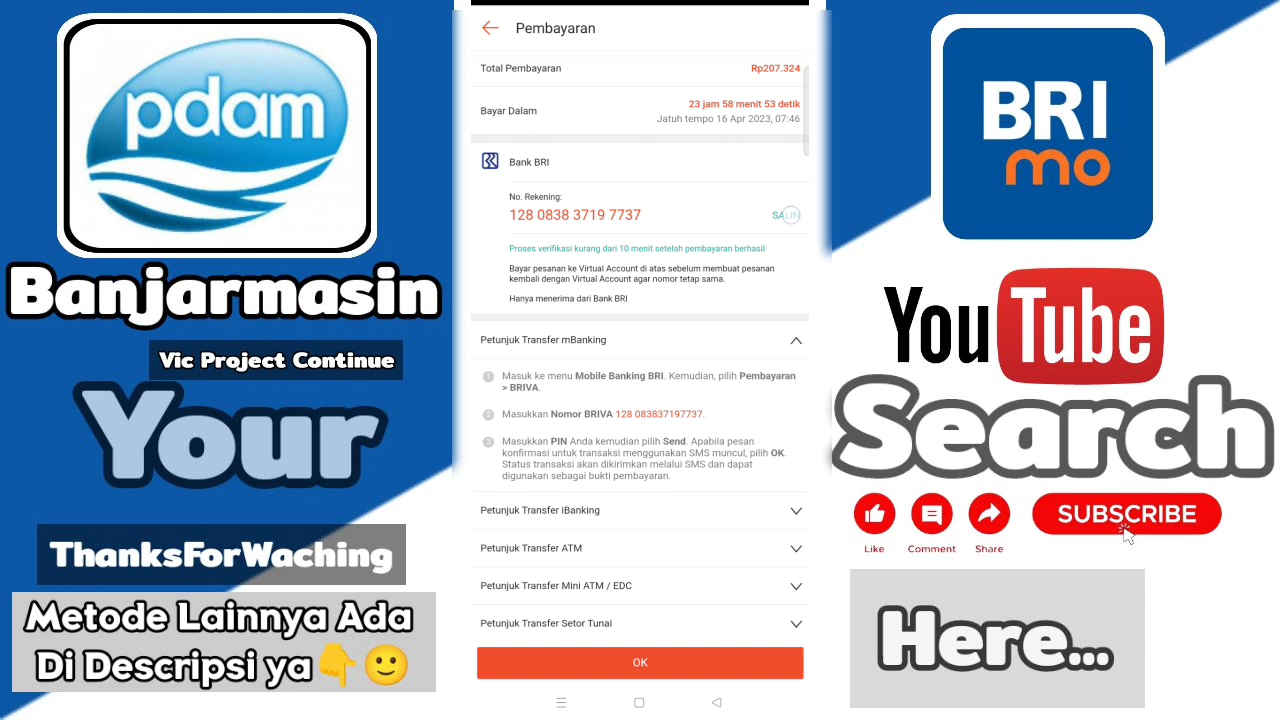 pdam
Banjarmasin
Vic Project Continue
Your
ThanksForWaching
Metode Lainnya Ada
Di Descripsi ya👇🙂
Pembayaran
Total Pembayaran
Rp207.324
Bayar Dalam
23 jam 58 menit 53 detik
Jatuh tempo 16 Apr 2023, 07:46
Bank BRI
No. Rekening:
128 0838 3719 7737
SALIN
Proses verifikasi kurang dari 10 menit setelah pembayaran berhasil
Bayar pesanan ke Virtual Account di atas sebelum membuat pesanan
kembali dengan Virtual Account agar nomor tetap sama.
Hanya menerima dari Bank BRI
Petunjuk Transfer mBanking
1 Masuk ke menu Mobile Banking BRI. Kemudian, pilih Pembayaran
> BRIVA.
2 Masukkan Nomor BRIVA 128 083837197737.
3 Masukkan PIN Anda kemudian pilih Send. Apabila pesan
konfirmasi untuk transaksi menggunakan SMS muncul, pilih OK.
Status transaksi akan dikirimkan melalui SMS dan dapat
digunakan sebagai bukti pembayaran.
Petunjuk Transfer iBanking
Petunjuk Transfer ATM
Petunjuk Transfer Mini ATM / EDC
Petunjuk Transfer Setor Tunai
OK
BRI
mo
YouTube
Search
Like
Comment
Share
SUBSCRIBE
Here...